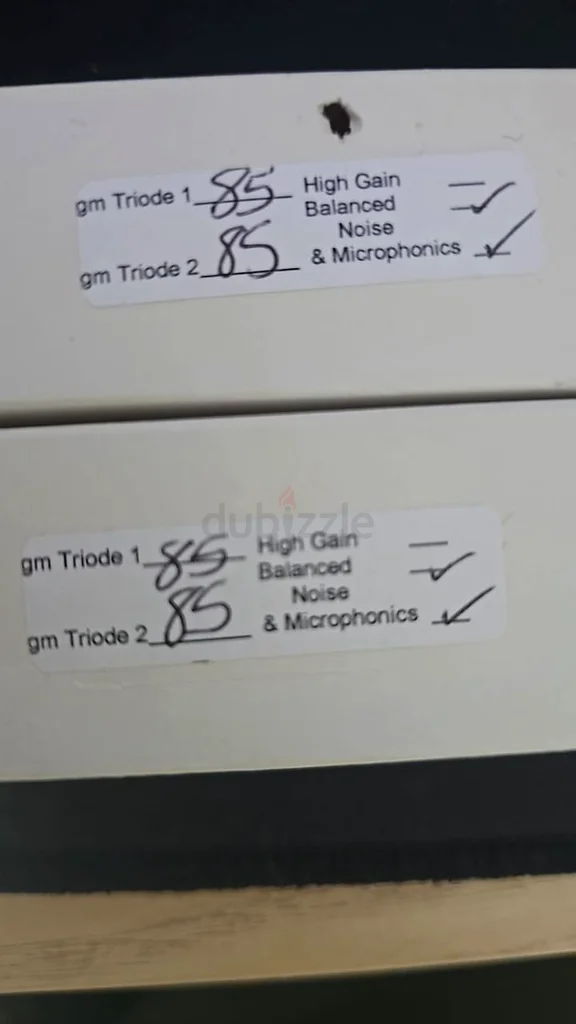 gm Triode 1 85 High Gain
Balanced ✓
Noise
gm Triode 2 85 & Microphonics ✓
dubizzle
gm Triode 1 85 High Gain
Balanced ✓
Noise
gm Triode 2 85 & Microphonics ✓